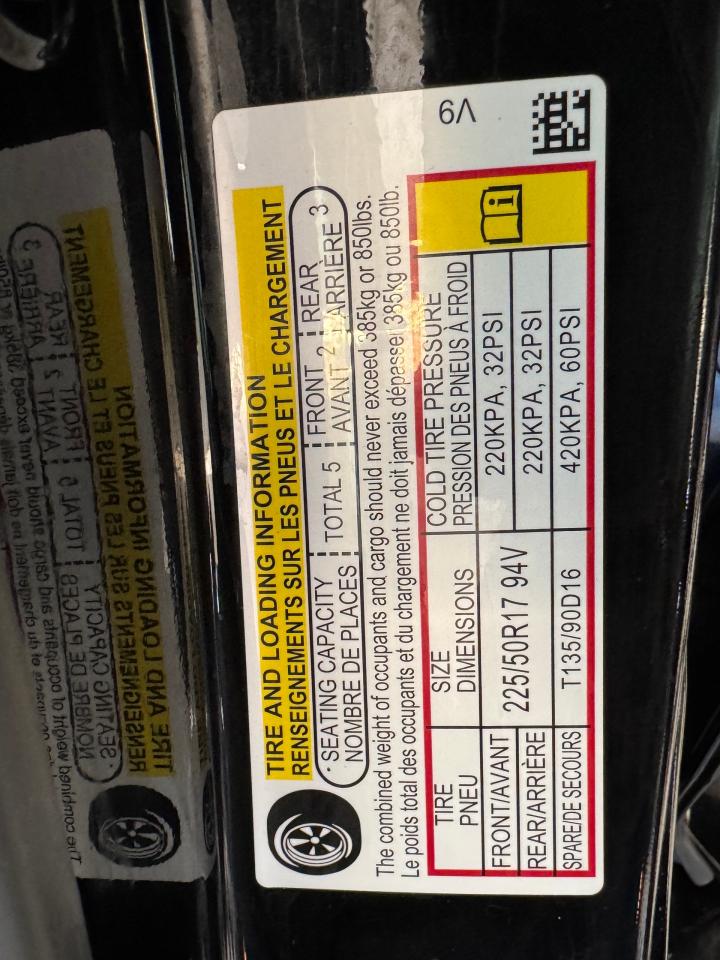 TIRE AND LOADING INFORMATION
RENSEIGNEMENTS SUR LES PNEUS ET LE CHARGEMENT
SEATING CAPACITY TOTAL 5 FRONT 2 REAR 3
NOMBRE DE PLACES AVANT ARRIÈRE
The combined weight of occupants and cargo should never exceed 385kg or 850lbs.
Le poids total des occupants et du chargement ne doit jamais dépasser 385kg ou 850lb.
TIRE SIZE COLD TIRE PRESSURE
PNEU DIMENSIONS PRESSION DES PNEUS À FROID
FRONT/AVANT 225/50R17 94V 220KPA, 32PSI
REAR/ARRIÈRE 220KPA, 32PSI
SPARE/DE SECOURS T135/90D16 420KPA, 60PSI
V9